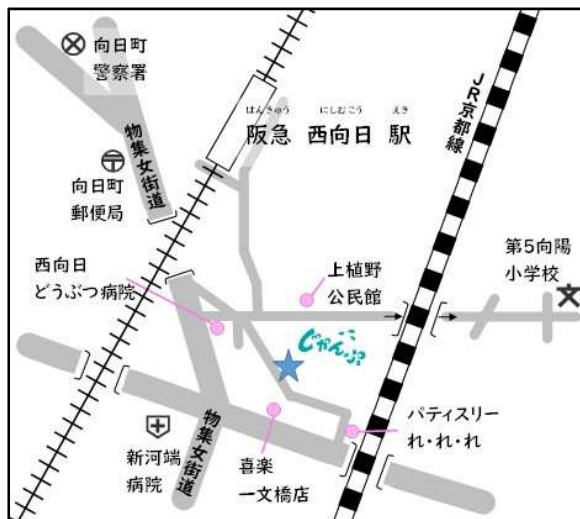 向日町
警察署
はんきゅう にしむこう えき
阪急 西向日 駅
JR京都線
物集女街道
向日町
郵便局
西向日
どうぶつ病院
上植野
公民館
第5向陽
小学校
じゃんぷ
パティスリー
れ・れ・れ
物集女街道
新河端
病院
喜楽
一文橋店